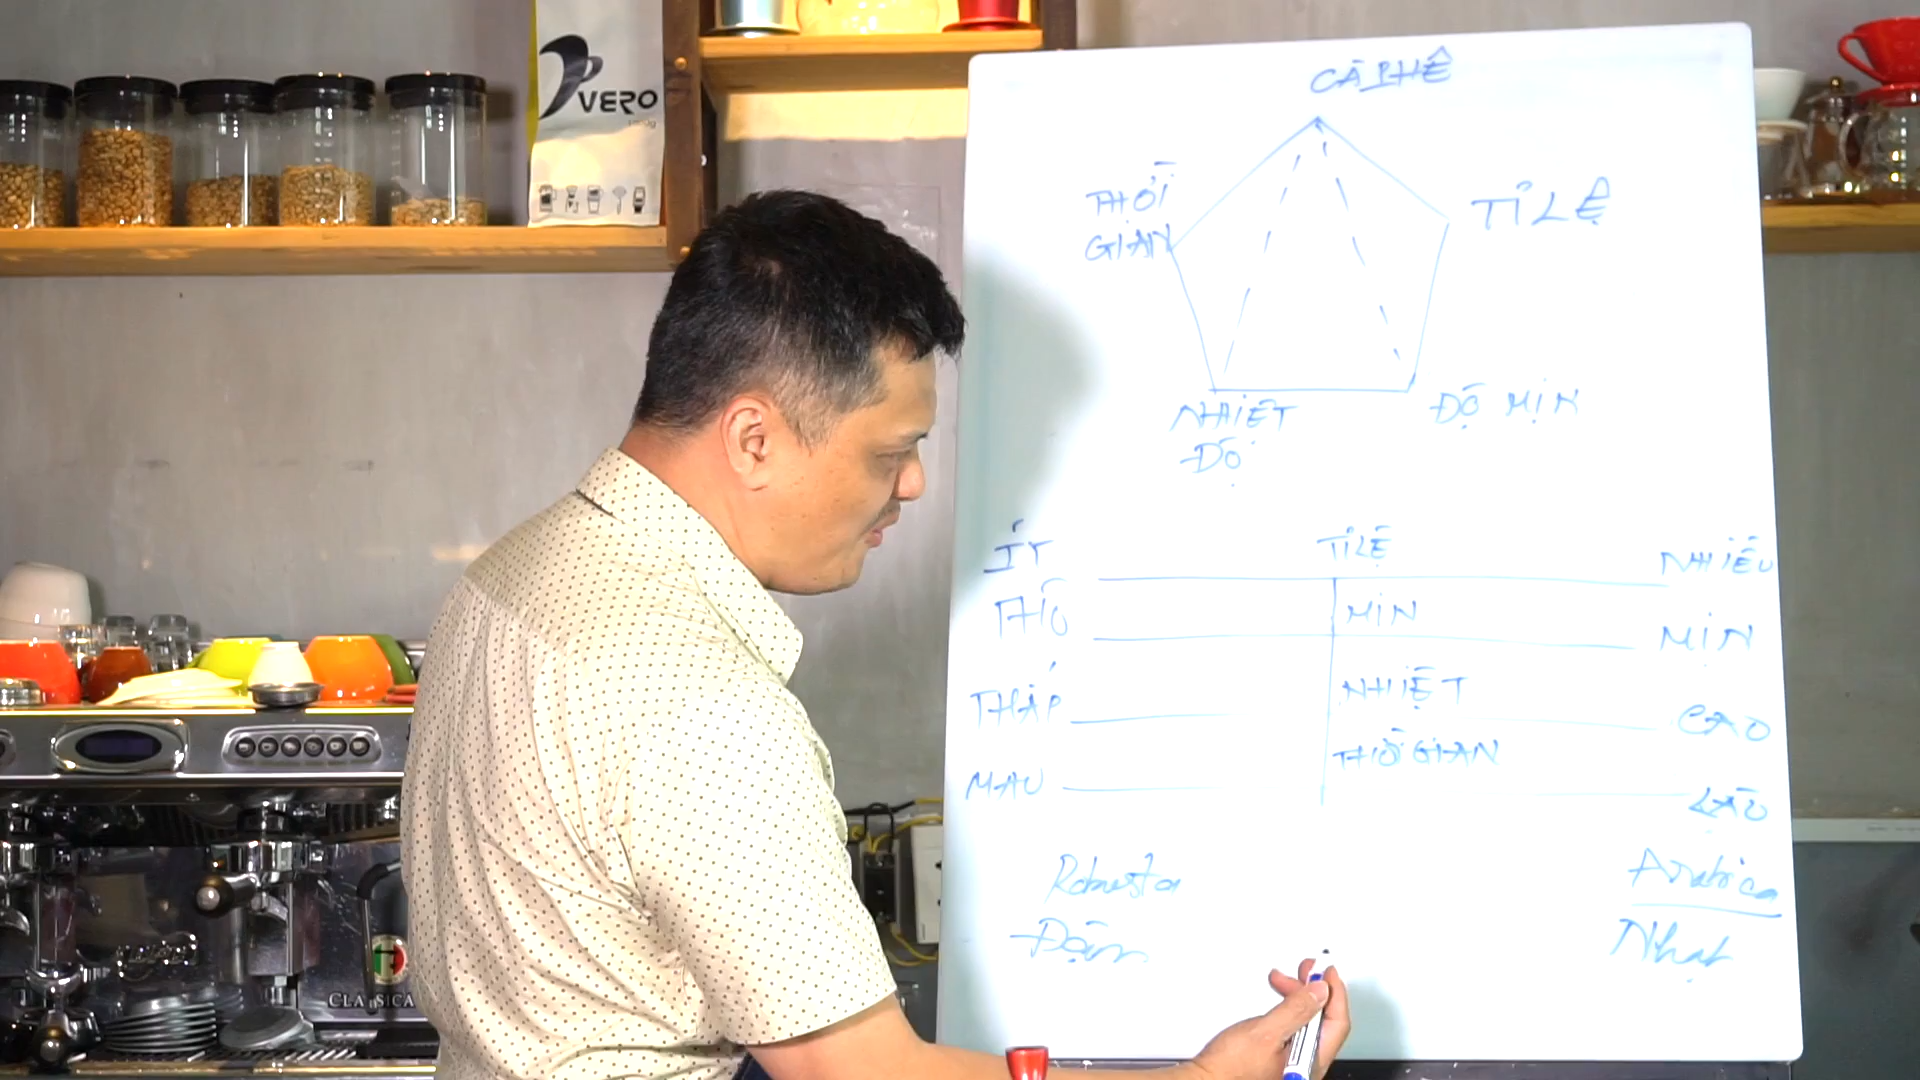 VERO
CÀ PHÊ
THỜI
GIAN
TỈ LỆ
NHIỆT
ĐỘ
ĐỘ MỊN
ÍT
TỈ LỆ
NHIỀU
THÔ
MỊN
MỊN
THẤP
NHIỆT
CAO
MAU
THỜI GIAN
LÂU
Robusta
Arabica
Đậm
Nhạt
CLASSICA